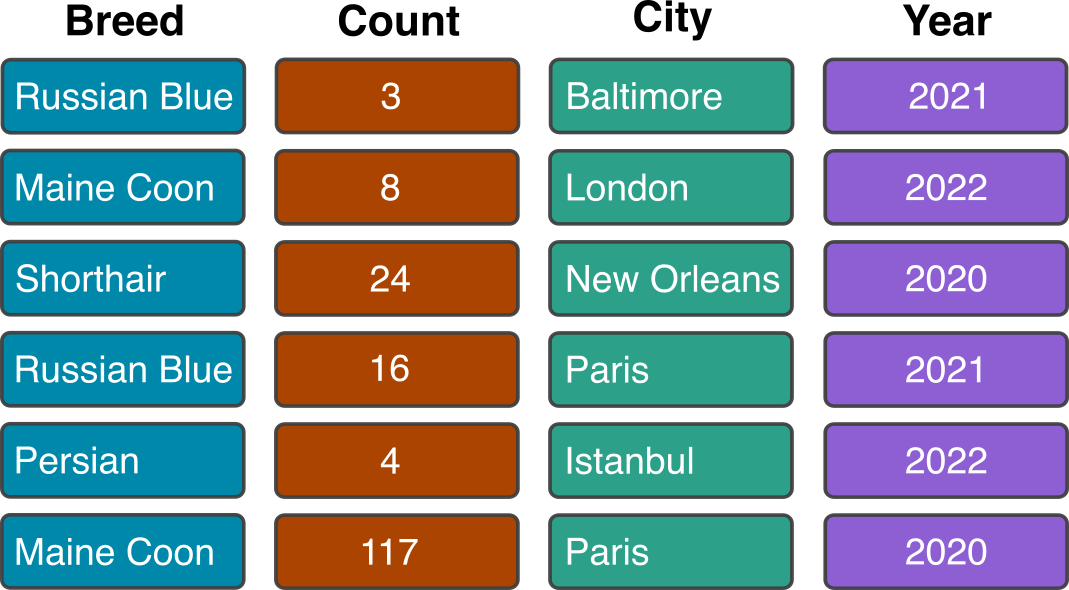 Breed Count City Year
Russian Blue 3 Baltimore 2021
Maine Coon 8 London 2022
Shorthair 24 New Orleans 2020
Russian Blue 16 Paris 2021
Persian 4 Istanbul 2022
Maine Coon 117 Paris 2020